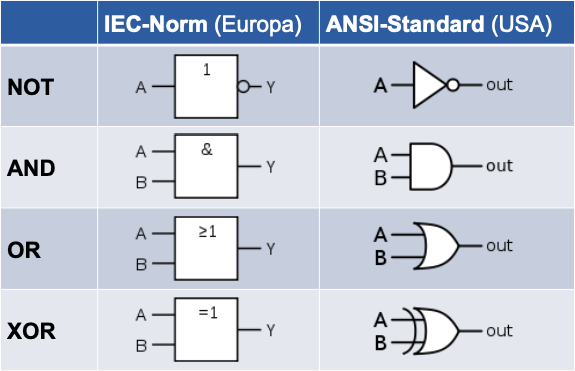 IEC-Norm (Europa) ANSI-Standard (USA)
NOT
A 1 Y
A out
AND
A & Y
B
A out
B
OR
A ≥1 Y
B
A out
B
XOR
A =1 Y
B
A out
B